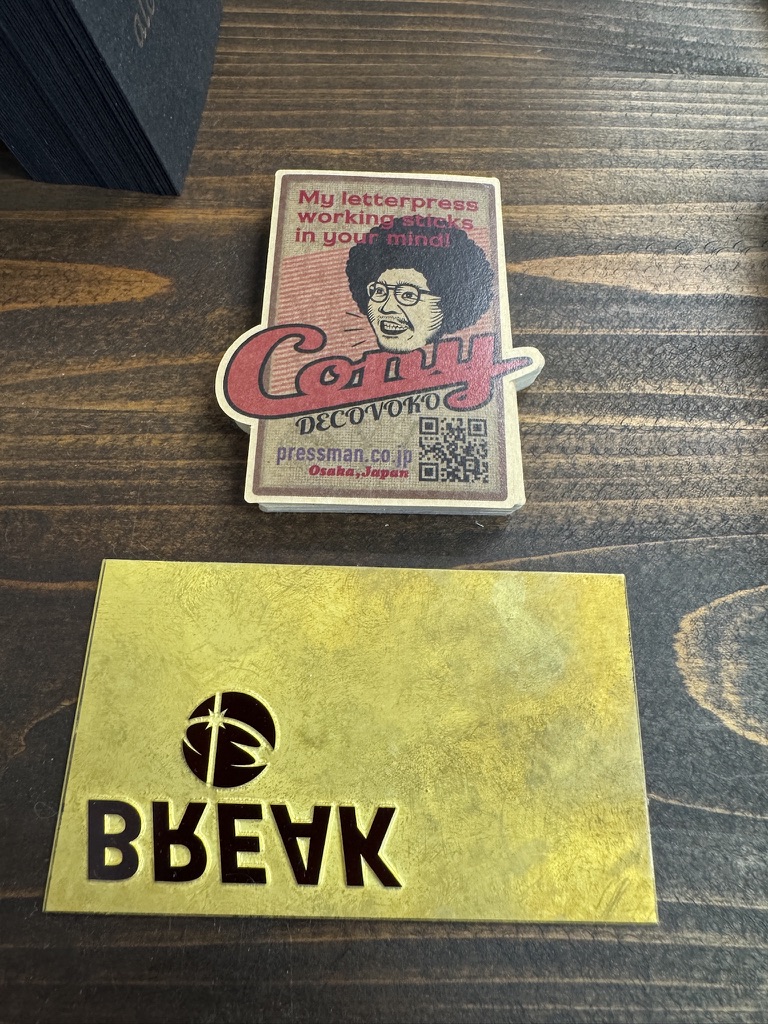 My letterpress
working sticks
in your mind!
Cony
DECOVOKO
pressman.co.jp
Osaka,Japan
BREAK